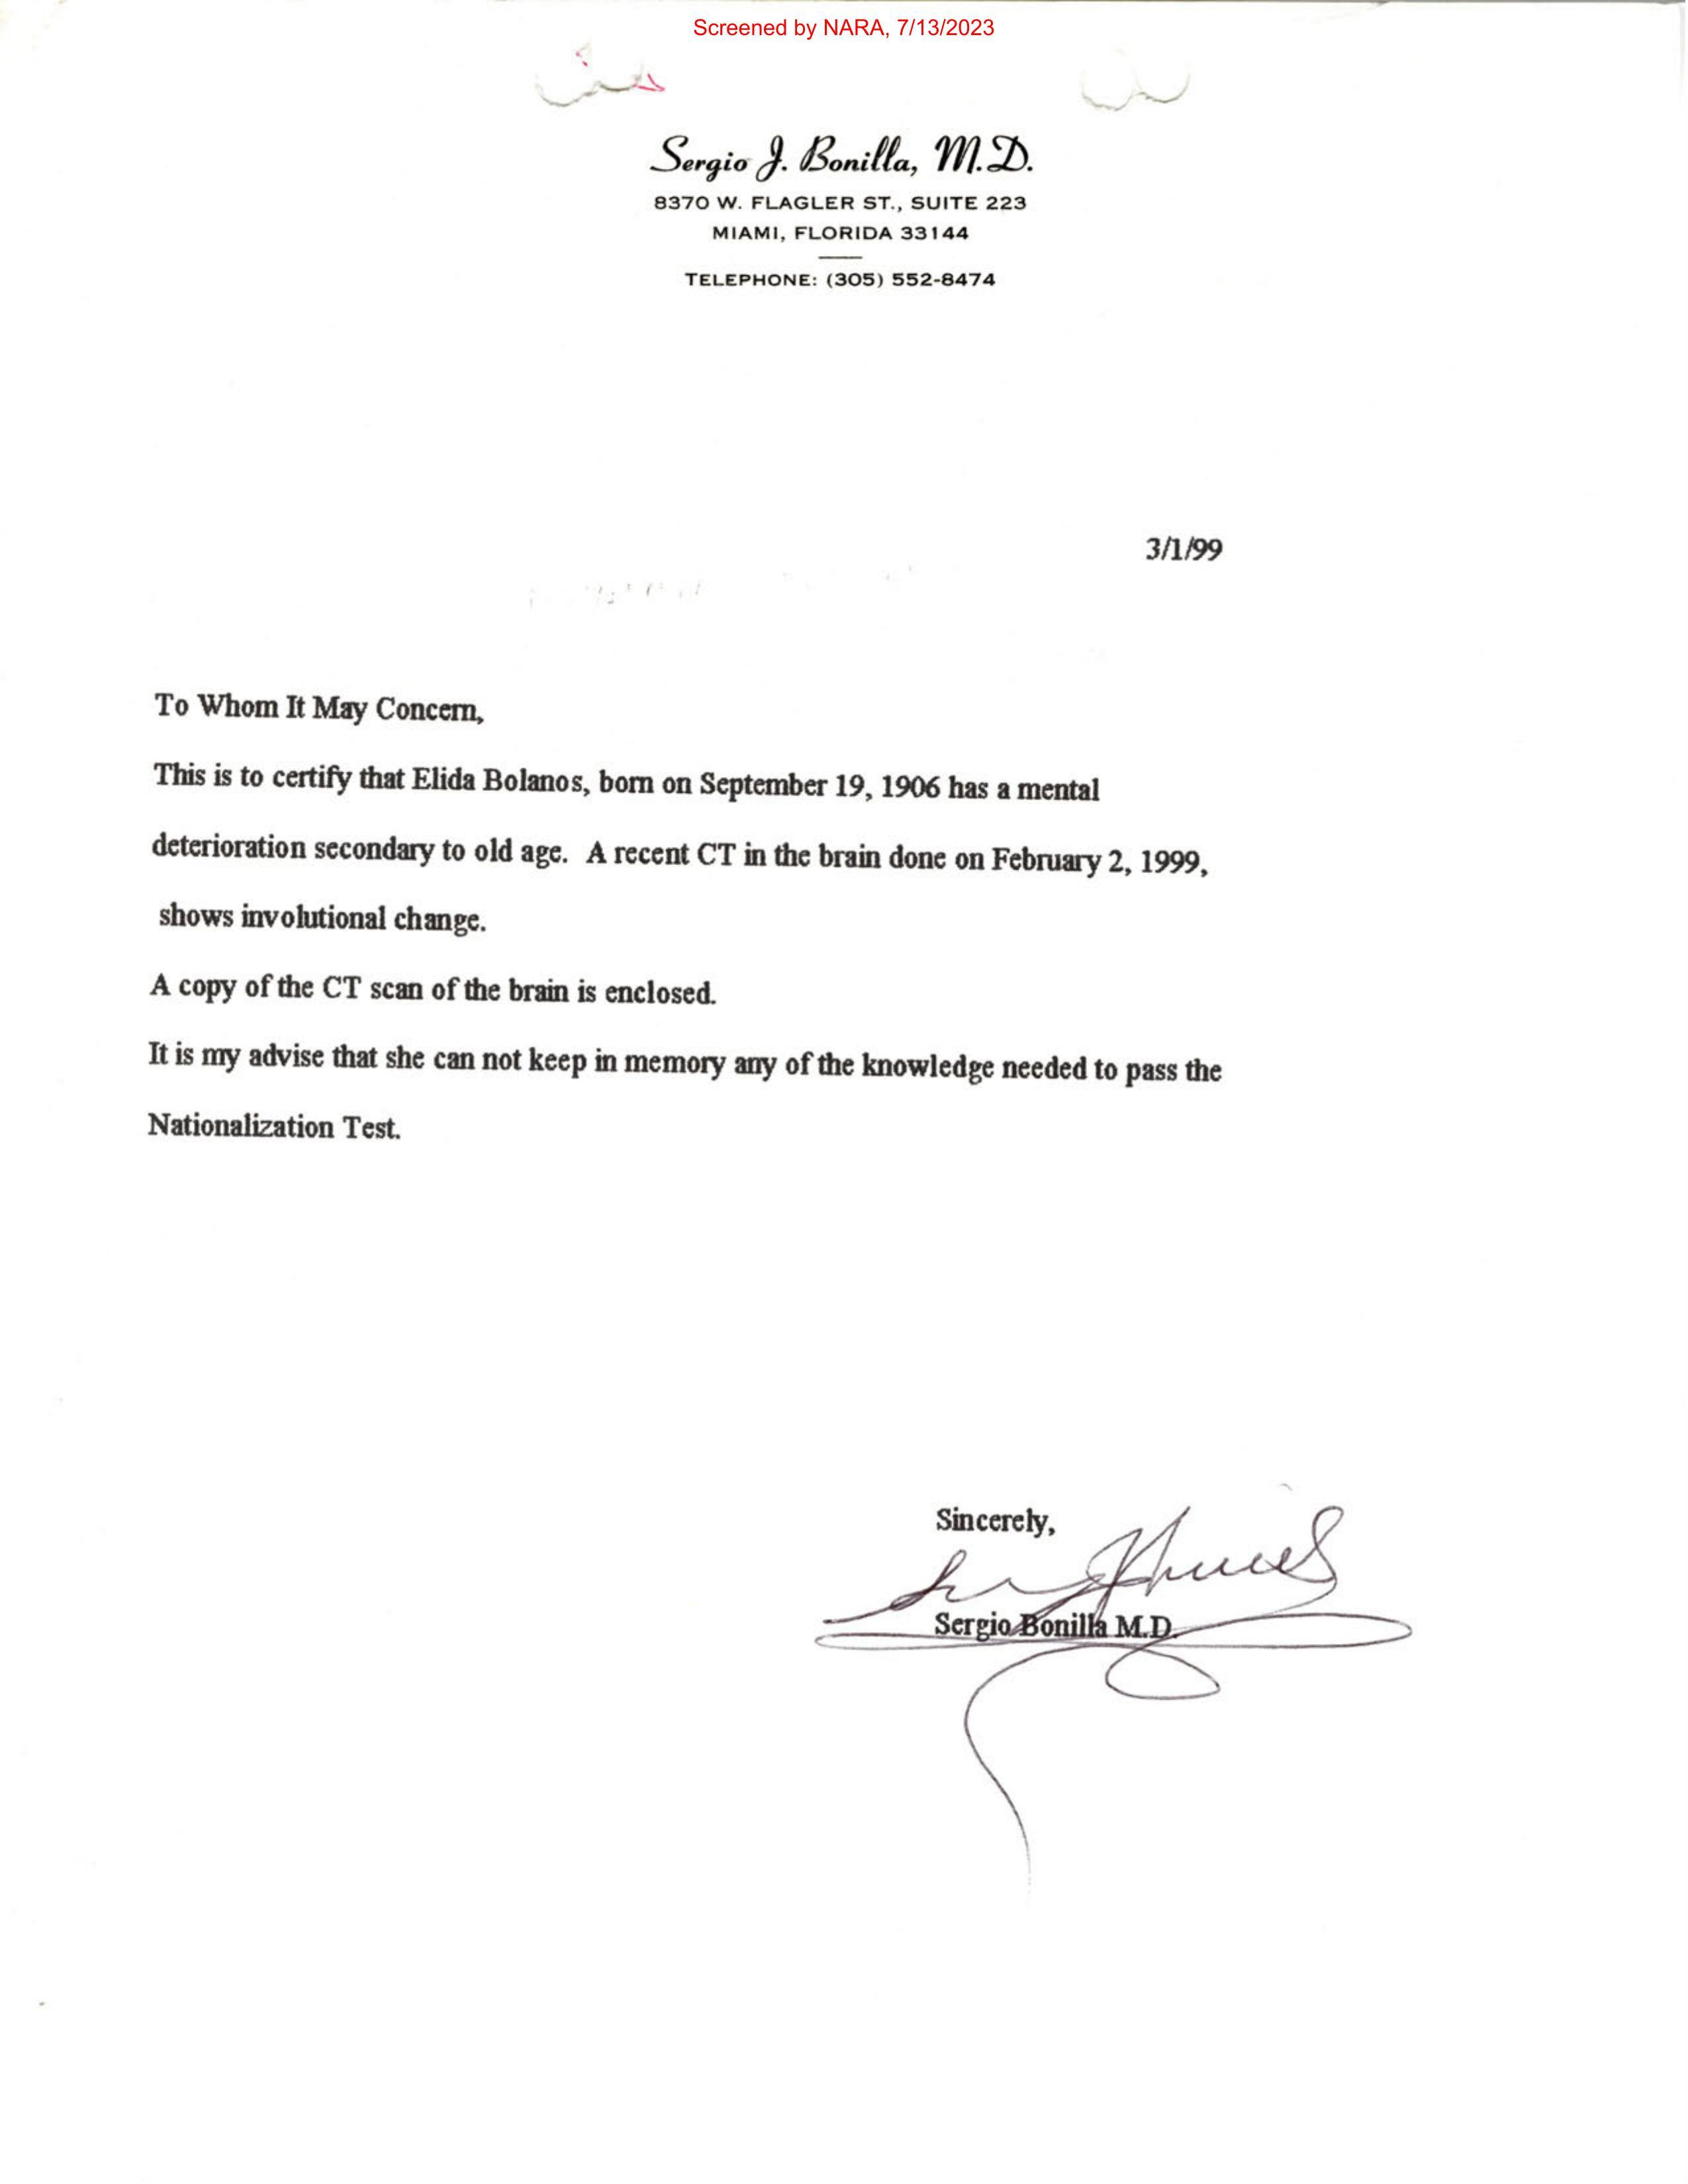 Screened by NARA, 7/13/2023
Sergio J. Bonilla, M.D.
8370 W. FLAGLER ST., SUITE 223
MIAMI, FLORIDA 33144
TELEPHONE: (305) 552-8474
3/1/99
To Whom It May Concern,
This is to certify that Elida Bolanos, born on September 19, 1906 has a mental
deterioration secondary to old age. A recent CT in the brain done on February 2, 1999,
shows involutional change.
A copy of the CT scan of the brain is enclosed.
It is my advise that she can not keep in memory any of the knowledge needed to pass the
Nationalization Test.
Sincerely,
Sergio Bonilla M.D.